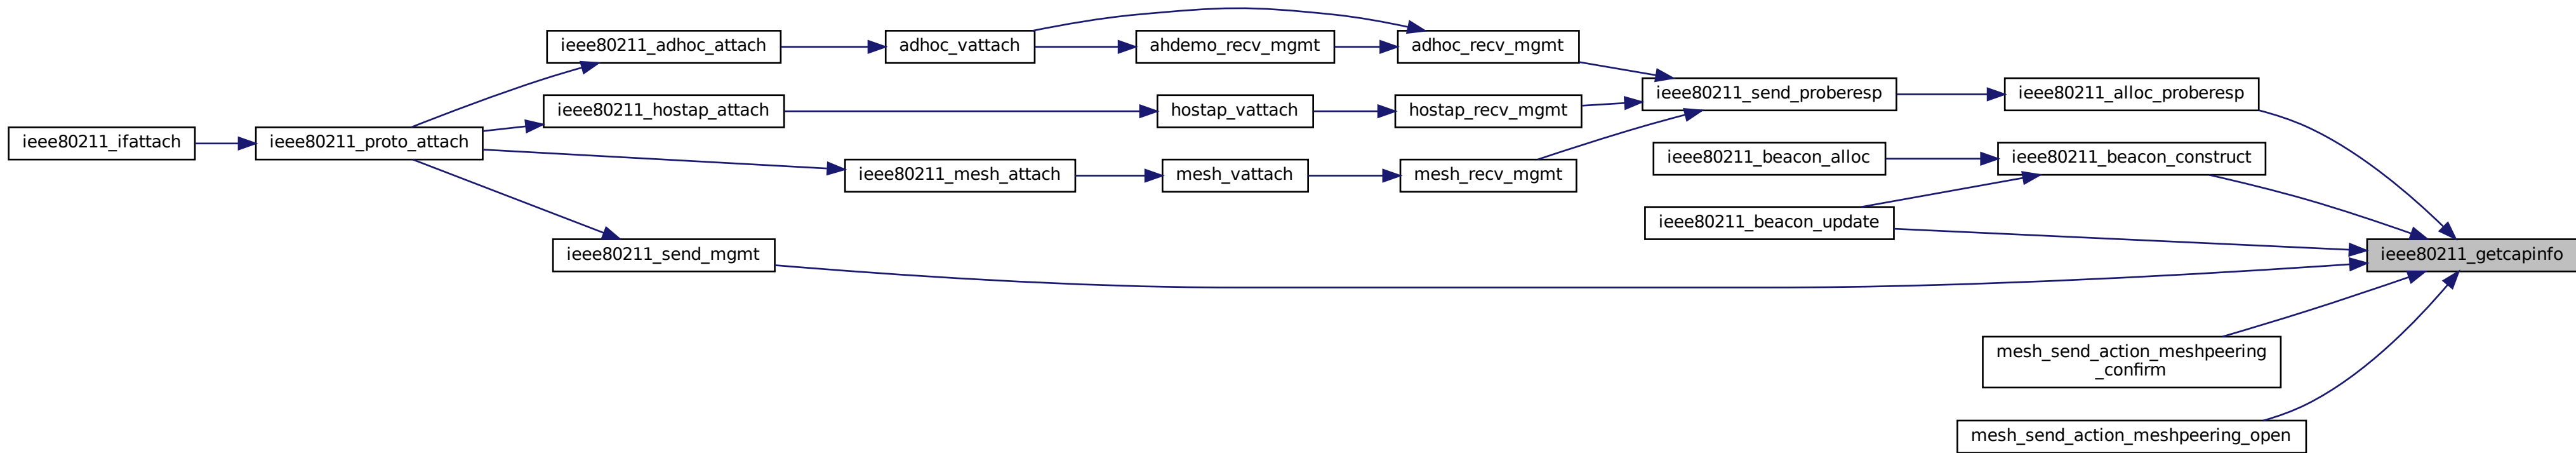 ieee80211_ifattach
ieee80211_proto_attach
ieee80211_adhoc_attach
ieee80211_hostap_attach
ieee80211_mesh_attach
ieee80211_send_mgmt
adhoc_vattach
ahdemo_recv_mgmt
hostap_vattach
mesh_vattach
adhoc_recv_mgmt
hostap_recv_mgmt
mesh_recv_mgmt
ieee80211_send_proberesp
ieee80211_beacon_alloc
ieee80211_beacon_update
ieee80211_alloc_proberesp
ieee80211_beacon_construct
mesh_send_action_meshpeering
_confirm
mesh_send_action_meshpeering_open
ieee80211_getcapinfo